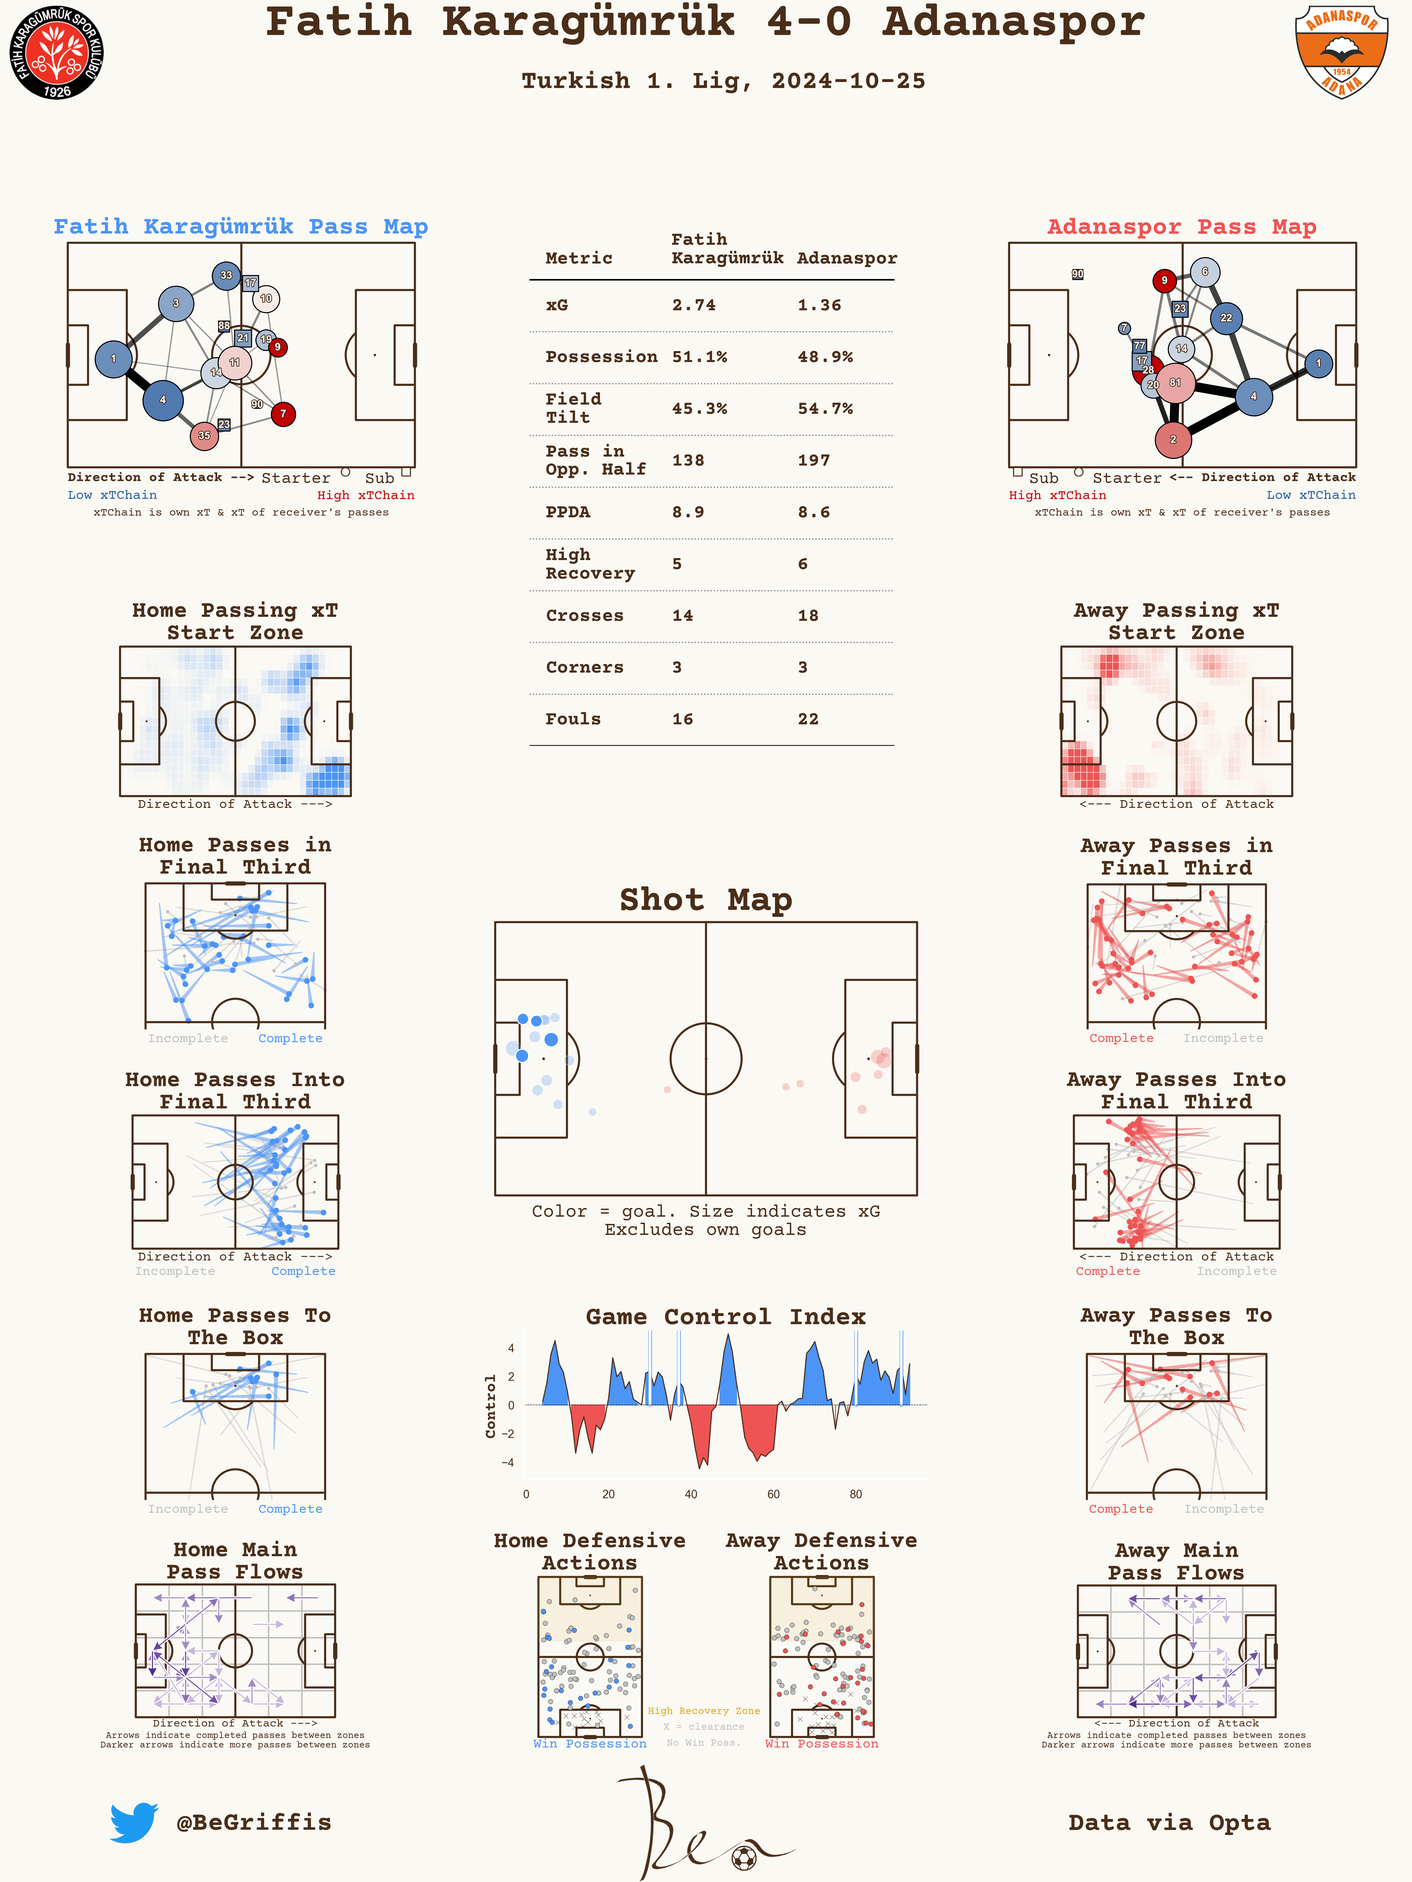 Fatih Karagümrük 4-0 Adanaspor
Turkish 1. Lig, 2024-10-25
FATİH KARAGÜMRÜK SPOR KULÜBÜ
1926
ADANASPOR
1954
ADANA
Fatih Karagümrük Pass Map
33
17
10
3
88
21
19
9
1
11
14
4
90
7
23
35
Direction of Attack --> Starter Sub
Low xTChain High xTChain
xTChain is own xT & xT of receiver's passes
Metric Fatih Karagümrük Adanaspor
xG 2.74 1.36
Possession 51.1% 48.9%
Field Tilt 45.3% 54.7%
Pass in Opp. Half 138 197
PPDA 8.9 8.6
High Recovery 5 6
Crosses 14 18
Corners 3 3
Fouls 16 22
Adanaspor Pass Map
90
9
6
23
22
7
77
14
17
1
28
20
81
4
2
Sub Starter <-- Direction of Attack
High xTChain Low xTChain
xTChain is own xT & xT of receiver's passes
Home Passing xT
Start Zone
Direction of Attack --->
Away Passing xT
Start Zone
<--- Direction of Attack
Home Passes in
Final Third
Incomplete Complete
Away Passes in
Final Third
Complete Incomplete
Shot Map
Color = goal. Size indicates xG
Excludes own goals
Home Passes Into
Final Third
Direction of Attack --->
Incomplete Complete
Away Passes Into
Final Third
<--- Direction of Attack
Complete Incomplete
Home Passes To
The Box
Incomplete Complete
Game Control Index
Control
4
2
0
−2
−4
0 20 40 60 80
Away Passes To
The Box
Complete Incomplete
Home Main
Pass Flows
Direction of Attack --->
Arrows indicate completed passes between zones
Darker arrows indicate more passes between zones
Home Defensive
Actions
Win Possession
High Recovery Zone
X = clearance
No Win Poss.
Away Defensive
Actions
Win Possession
Away Main
Pass Flows
<--- Direction of Attack
Arrows indicate completed passes between zones
Darker arrows indicate more passes between zones
@BeGriffis
Ben
Data via Opta